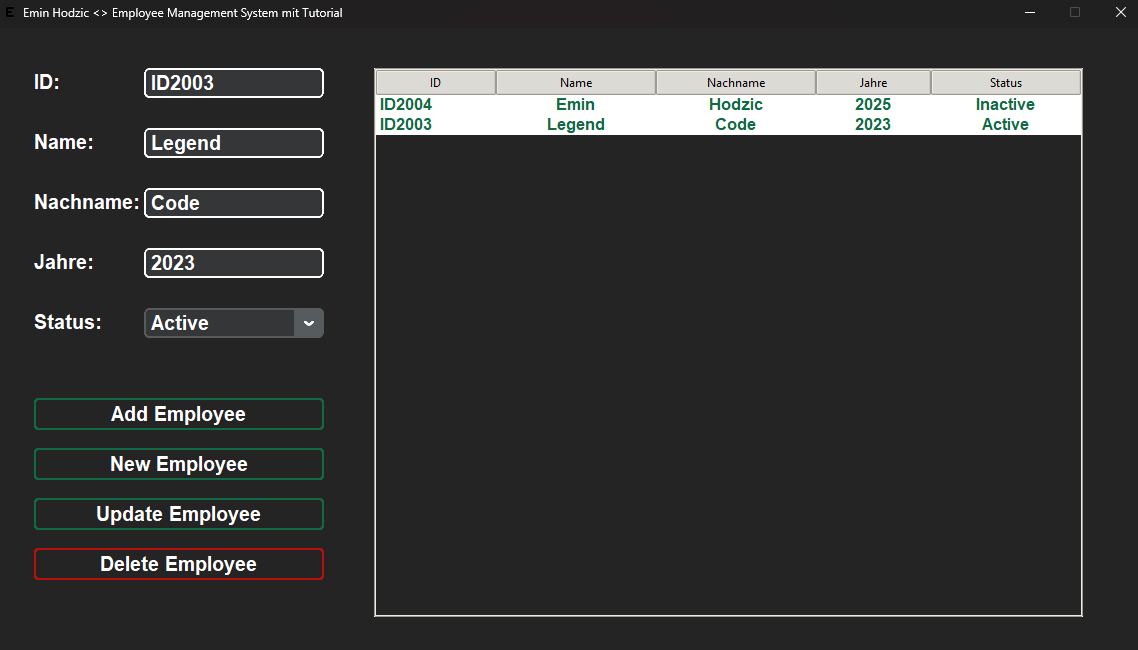 E Emin Hodzic <> Employee Management System mit Tutorial
ID: ID2003
Name: Legend
Nachname: Code
Jahre: 2023
Status: Active
Add Employee
New Employee
Update Employee
Delete Employee
ID Name Nachname Jahre Status
ID2004 Emin Hodzic 2025 Inactive
ID2003 Legend Code 2023 Active